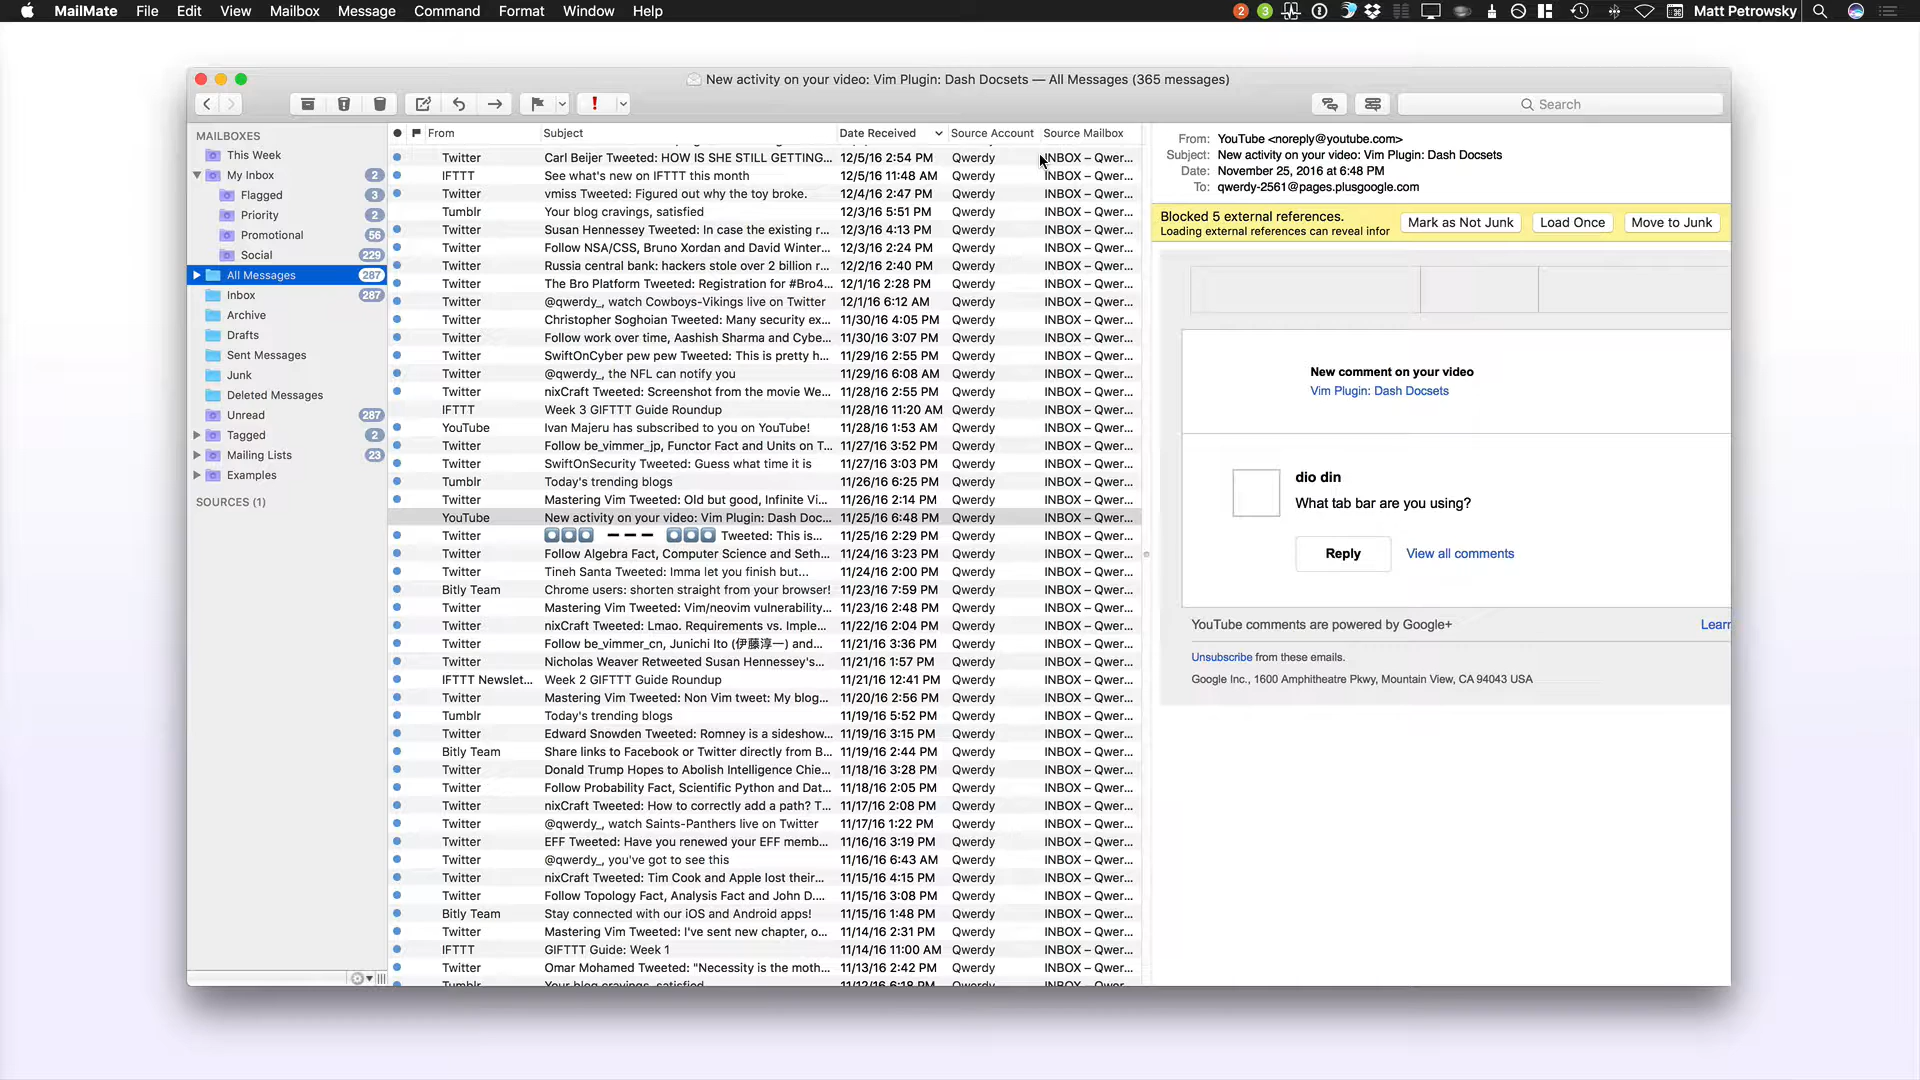 MailMate File Edit View Mailbox Message Command Format Window Help 2 3 Matt Petrowsky
New activity on your video: Vim Plugin: Dash Docsets — All Messages (365 messages)
Search
MAILBOXES
This Week
My Inbox 2
Flagged 3
Priority 2
Promotional 56
Social 229
All Messages 287
Inbox 287
Archive
Drafts
Sent Messages
Junk
Deleted Messages
Unread 287
Tagged 2
Mailing Lists 23
Examples
SOURCES (1)
From Subject Date Received Source Account Source Mailbox
Twitter Carl Beijer Tweeted: HOW IS SHE STILL GETTING... 12/5/16 2:54 PM Qwerdy INBOX – Qwer...
IFTTT See what's new on IFTTT this month 12/5/16 11:48 AM Qwerdy INBOX – Qwer...
Twitter vmiss Tweeted: Figured out why the toy broke. 12/4/16 2:47 PM Qwerdy INBOX – Qwer...
Tumblr Your blog cravings, satisfied 12/3/16 5:51 PM Qwerdy INBOX – Qwer...
Twitter Susan Hennessey Tweeted: In case the existing r... 12/3/16 4:13 PM Qwerdy INBOX – Qwer...
Twitter Follow NSA/CSS, Bruno Xordan and David Winter... 12/3/16 2:24 PM Qwerdy INBOX – Qwer...
Twitter Russia central bank: hackers stole over 2 billion r... 12/2/16 2:40 PM Qwerdy INBOX – Qwer...
Twitter The Bro Platform Tweeted: Registration for #Bro4... 12/1/16 2:28 PM Qwerdy INBOX – Qwer...
Twitter @qwerdy_, watch Cowboys-Vikings live on Twitter 12/1/16 6:12 AM Qwerdy INBOX – Qwer...
Twitter Christopher Soghoian Tweeted: Many security ex... 11/30/16 4:05 PM Qwerdy INBOX – Qwer...
Twitter Follow work over time, Aashish Sharma and Cybe... 11/30/16 3:07 PM Qwerdy INBOX – Qwer...
Twitter SwiftOnCyber pew pew Tweeted: This is pretty h... 11/29/16 2:55 PM Qwerdy INBOX – Qwer...
Twitter @qwerdy_, the NFL can notify you 11/29/16 6:08 AM Qwerdy INBOX – Qwer...
Twitter nixCraft Tweeted: Screenshot from the movie We... 11/28/16 2:55 PM Qwerdy INBOX – Qwer...
IFTTT Week 3 GIFTTT Guide Roundup 11/28/16 11:20 AM Qwerdy INBOX – Qwer...
YouTube Ivan Majeru has subscribed to you on YouTube! 11/28/16 1:53 AM Qwerdy INBOX – Qwer...
Twitter Follow be_vimmer_jp, Functor Fact and Units on T... 11/27/16 3:52 PM Qwerdy INBOX – Qwer...
Twitter SwiftOnSecurity Tweeted: Guess what time it is 11/27/16 3:03 PM Qwerdy INBOX – Qwer...
Tumblr Today's trending blogs 11/26/16 6:25 PM Qwerdy INBOX – Qwer...
Twitter Mastering Vim Tweeted: Old but good, Infinite Vi... 11/26/16 2:14 PM Qwerdy INBOX – Qwer...
YouTube New activity on your video: Vim Plugin: Dash Doc... 11/25/16 6:48 PM Qwerdy INBOX – Qwer...
Twitter Tweeted: This is... 11/25/16 2:29 PM Qwerdy INBOX – Qwer...
Twitter Follow Algebra Fact, Computer Science and Seth... 11/24/16 3:23 PM Qwerdy INBOX – Qwer...
Twitter Tineh Santa Tweeted: Imma let you finish but... 11/24/16 2:00 PM Qwerdy INBOX – Qwer...
Bitly Team Chrome users: shorten straight from your browser! 11/23/16 7:59 PM Qwerdy INBOX – Qwer...
Twitter Mastering Vim Tweeted: Vim/neovim vulnerability... 11/23/16 2:48 PM Qwerdy INBOX – Qwer...
Twitter nixCraft Tweeted: Lmao. Requirements vs. Imple... 11/22/16 2:04 PM Qwerdy INBOX – Qwer...
Twitter Follow be_vimmer_cn, Junichi Ito (伊藤淳一) and... 11/21/16 3:36 PM Qwerdy INBOX – Qwer...
Twitter Nicholas Weaver Retweeted Susan Hennessey's... 11/21/16 1:57 PM Qwerdy INBOX – Qwer...
IFTTT Newslet... Week 2 GIFTTT Guide Roundup 11/21/16 12:41 PM Qwerdy INBOX – Qwer...
Twitter Mastering Vim Tweeted: Non Vim tweet: My blog... 11/20/16 2:56 PM Qwerdy INBOX – Qwer...
Tumblr Today's trending blogs 11/19/16 5:52 PM Qwerdy INBOX – Qwer...
Twitter Edward Snowden Tweeted: Romney is a sideshow... 11/19/16 3:15 PM Qwerdy INBOX – Qwer...
Bitly Team Share links to Facebook or Twitter directly from B... 11/19/16 2:44 PM Qwerdy INBOX – Qwer...
Twitter Donald Trump Hopes to Abolish Intelligence Chie... 11/18/16 3:28 PM Qwerdy INBOX – Qwer...
Twitter Follow Probability Fact, Scientific Python and Dat... 11/18/16 2:05 PM Qwerdy INBOX – Qwer...
Twitter nixCraft Tweeted: How to correctly add a path? T... 11/17/16 2:08 PM Qwerdy INBOX – Qwer...
Twitter @qwerdy_, watch Saints-Panthers live on Twitter 11/17/16 1:22 PM Qwerdy INBOX – Qwer...
Twitter EFF Tweeted: Have you renewed your EFF memb... 11/16/16 3:19 PM Qwerdy INBOX – Qwer...
Twitter @qwerdy_, you've got to see this 11/16/16 6:43 AM Qwerdy INBOX – Qwer...
Twitter nixCraft Tweeted: Tim Cook and Apple lost their... 11/15/16 4:15 PM Qwerdy INBOX – Qwer...
Twitter Follow Topology Fact, Analysis Fact and John D.... 11/15/16 3:08 PM Qwerdy INBOX – Qwer...
Bitly Team Stay connected with our iOS and Android apps! 11/15/16 1:48 PM Qwerdy INBOX – Qwer...
Twitter Mastering Vim Tweeted: I've sent new chapter, o... 11/14/16 2:31 PM Qwerdy INBOX – Qwer...
IFTTT GIFTTT Guide: Week 1 11/14/16 11:00 AM Qwerdy INBOX – Qwer...
Twitter Omar Mohamed Tweeted: "Necessity is the moth... 11/13/16 2:42 PM Qwerdy INBOX – Qwer...
Tumblr Your blog cravings, satisfied 11/12/16 6:18 PM Qwerdy INBOX – Qwer...
From: YouTube <noreply@youtube.com>
Subject: New activity on your video: Vim Plugin: Dash Docsets
Date: November 25, 2016 at 6:48 PM
To: qwerdy-2561@pages.plusgoogle.com
Blocked 5 external references.
Loading external references can reveal infor
Mark as Not Junk Load Once Move to Junk
New comment on your video
Vim Plugin: Dash Docsets
dio din
What tab bar are you using?
Reply View all comments
YouTube comments are powered by Google+ Learn
Unsubscribe from these emails.
Google Inc., 1600 Amphitheatre Pkwy, Mountain View, CA 94043 USA